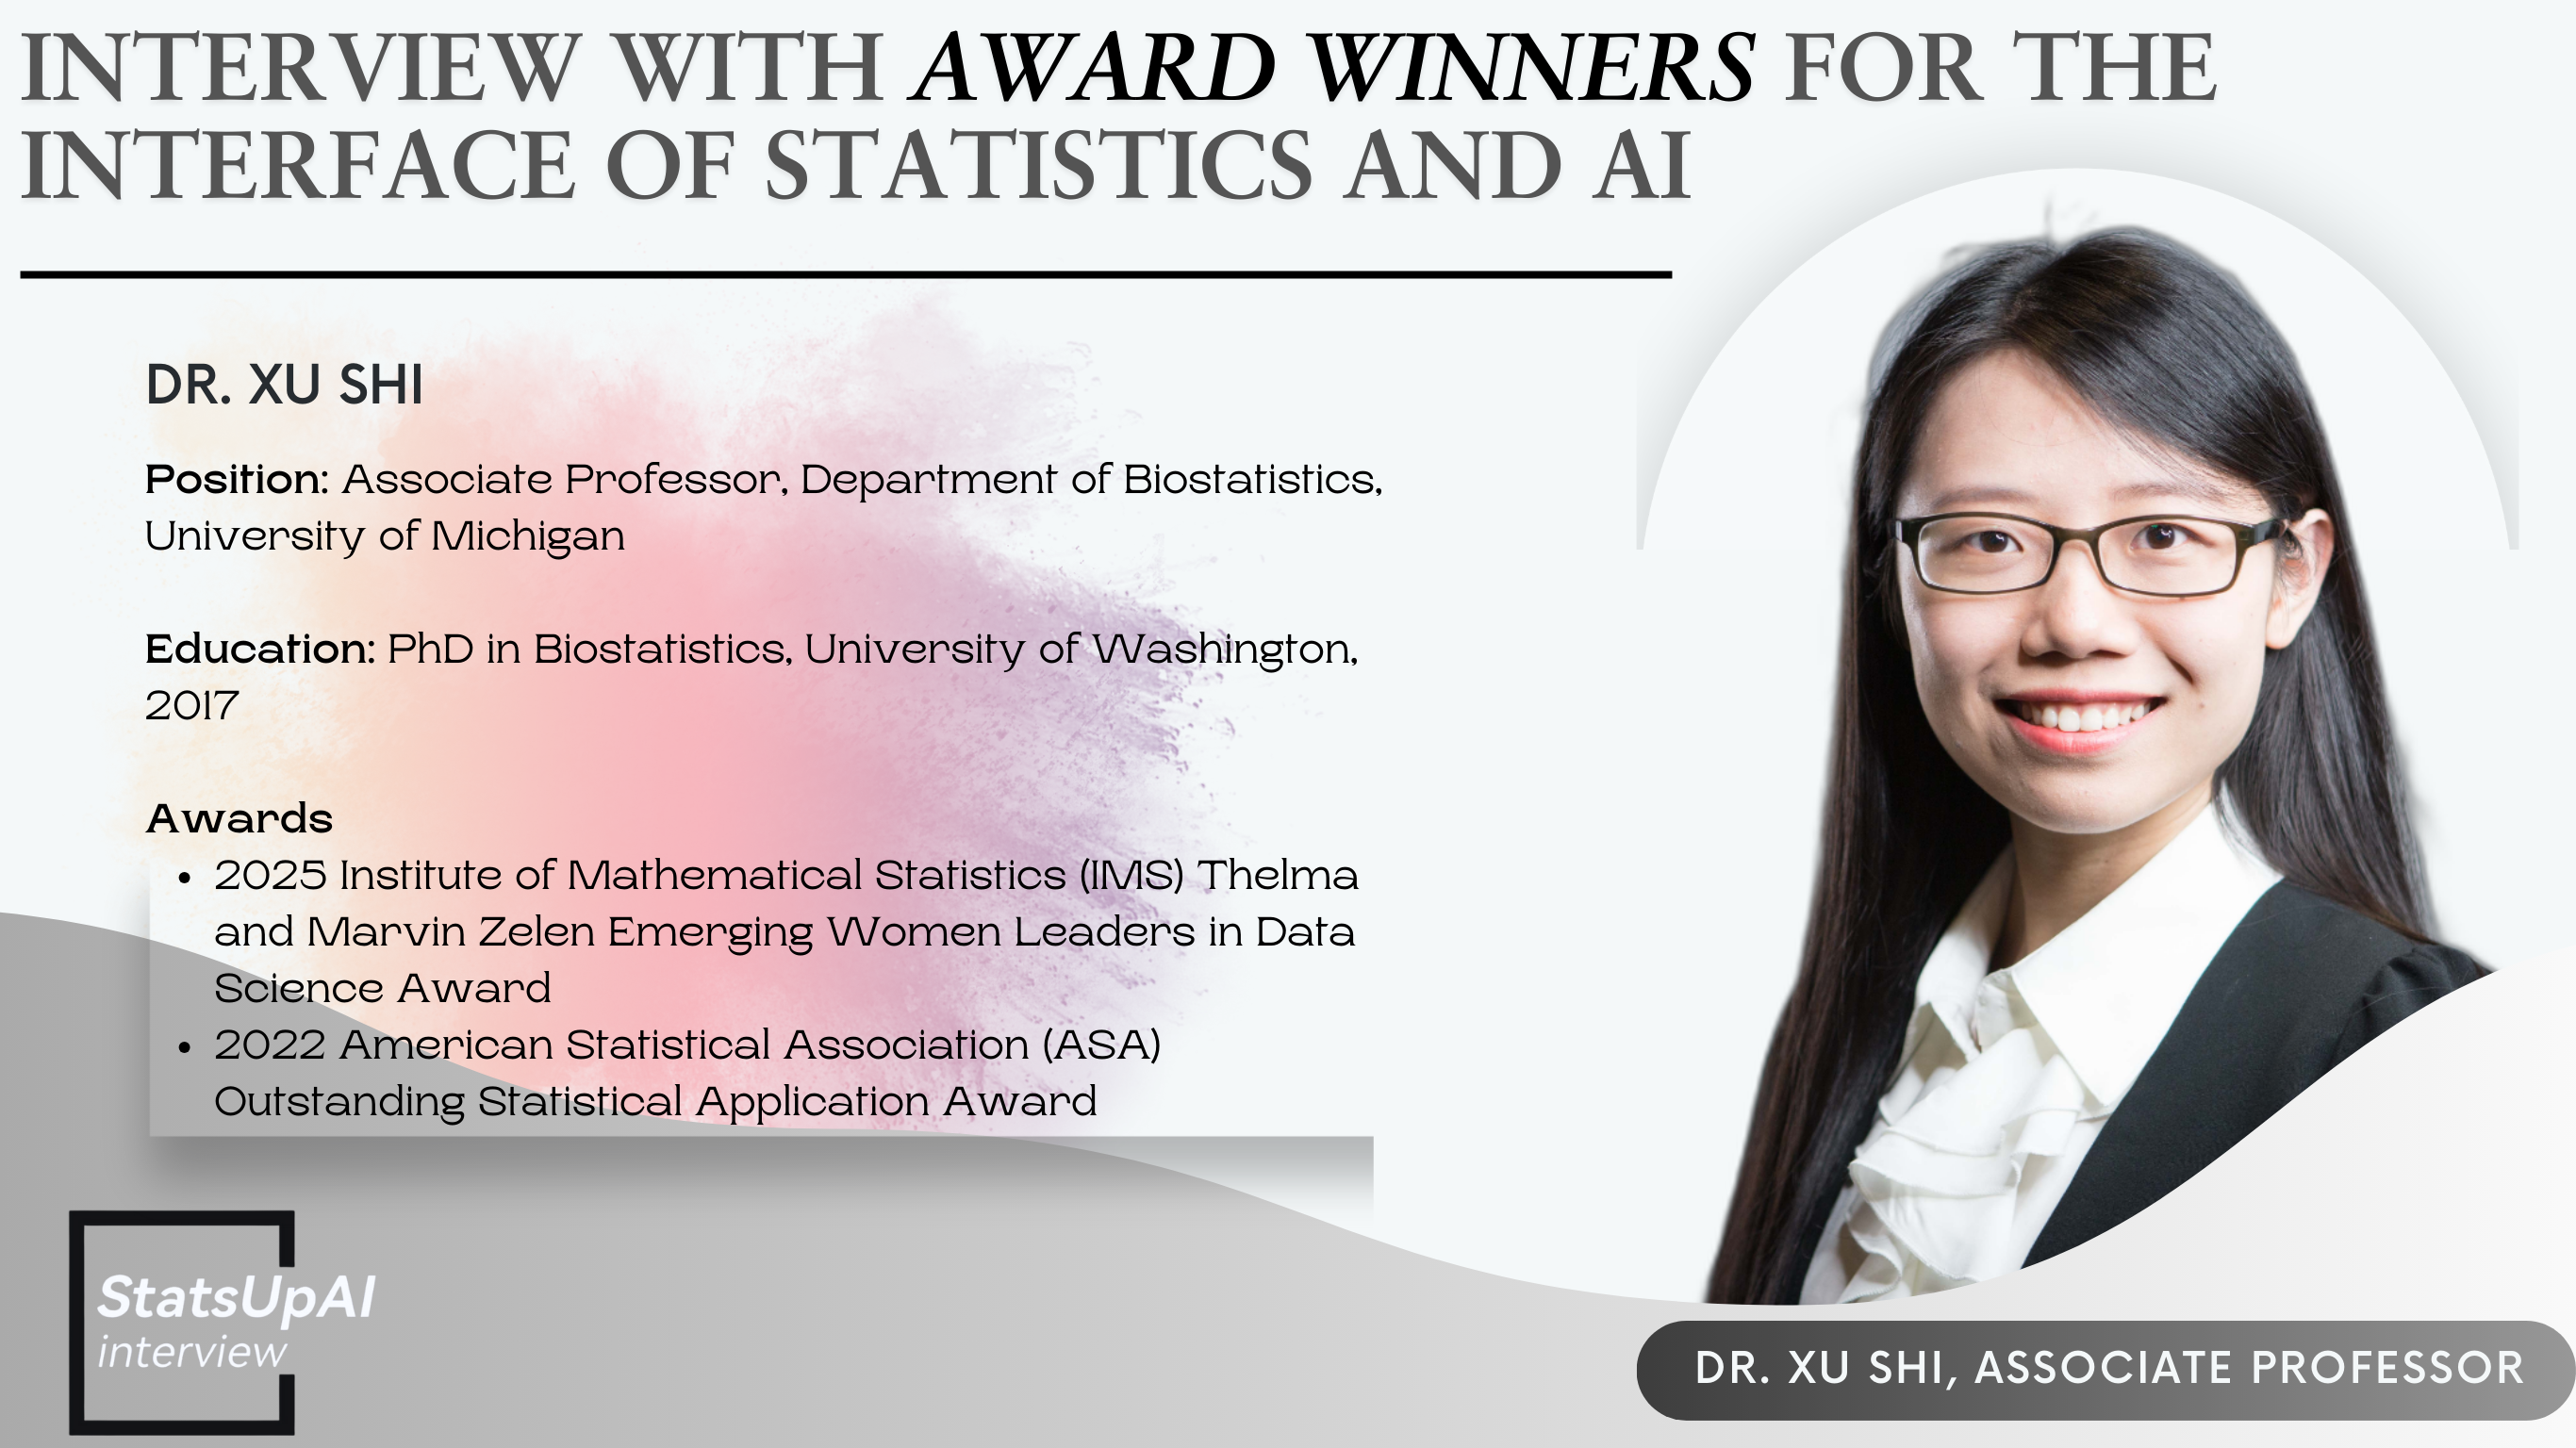 INTERVIEW WITH AWARD WINNERS FOR THE
INTERFACE OF STATISTICS AND AI
DR. XU SHI
Position: Associate Professor, Department of Biostatistics,
University of Michigan
Education: PhD in Biostatistics, University of Washington,
2017
Awards
• 2025 Institute of Mathematical Statistics (IMS) Thelma
and Marvin Zelen Emerging Women Leaders in Data
Science Award
• 2022 American Statistical Association (ASA)
Outstanding Statistical Application Award
StatsUpAI
interview
DR. XU SHI, ASSOCIATE PROFESSOR